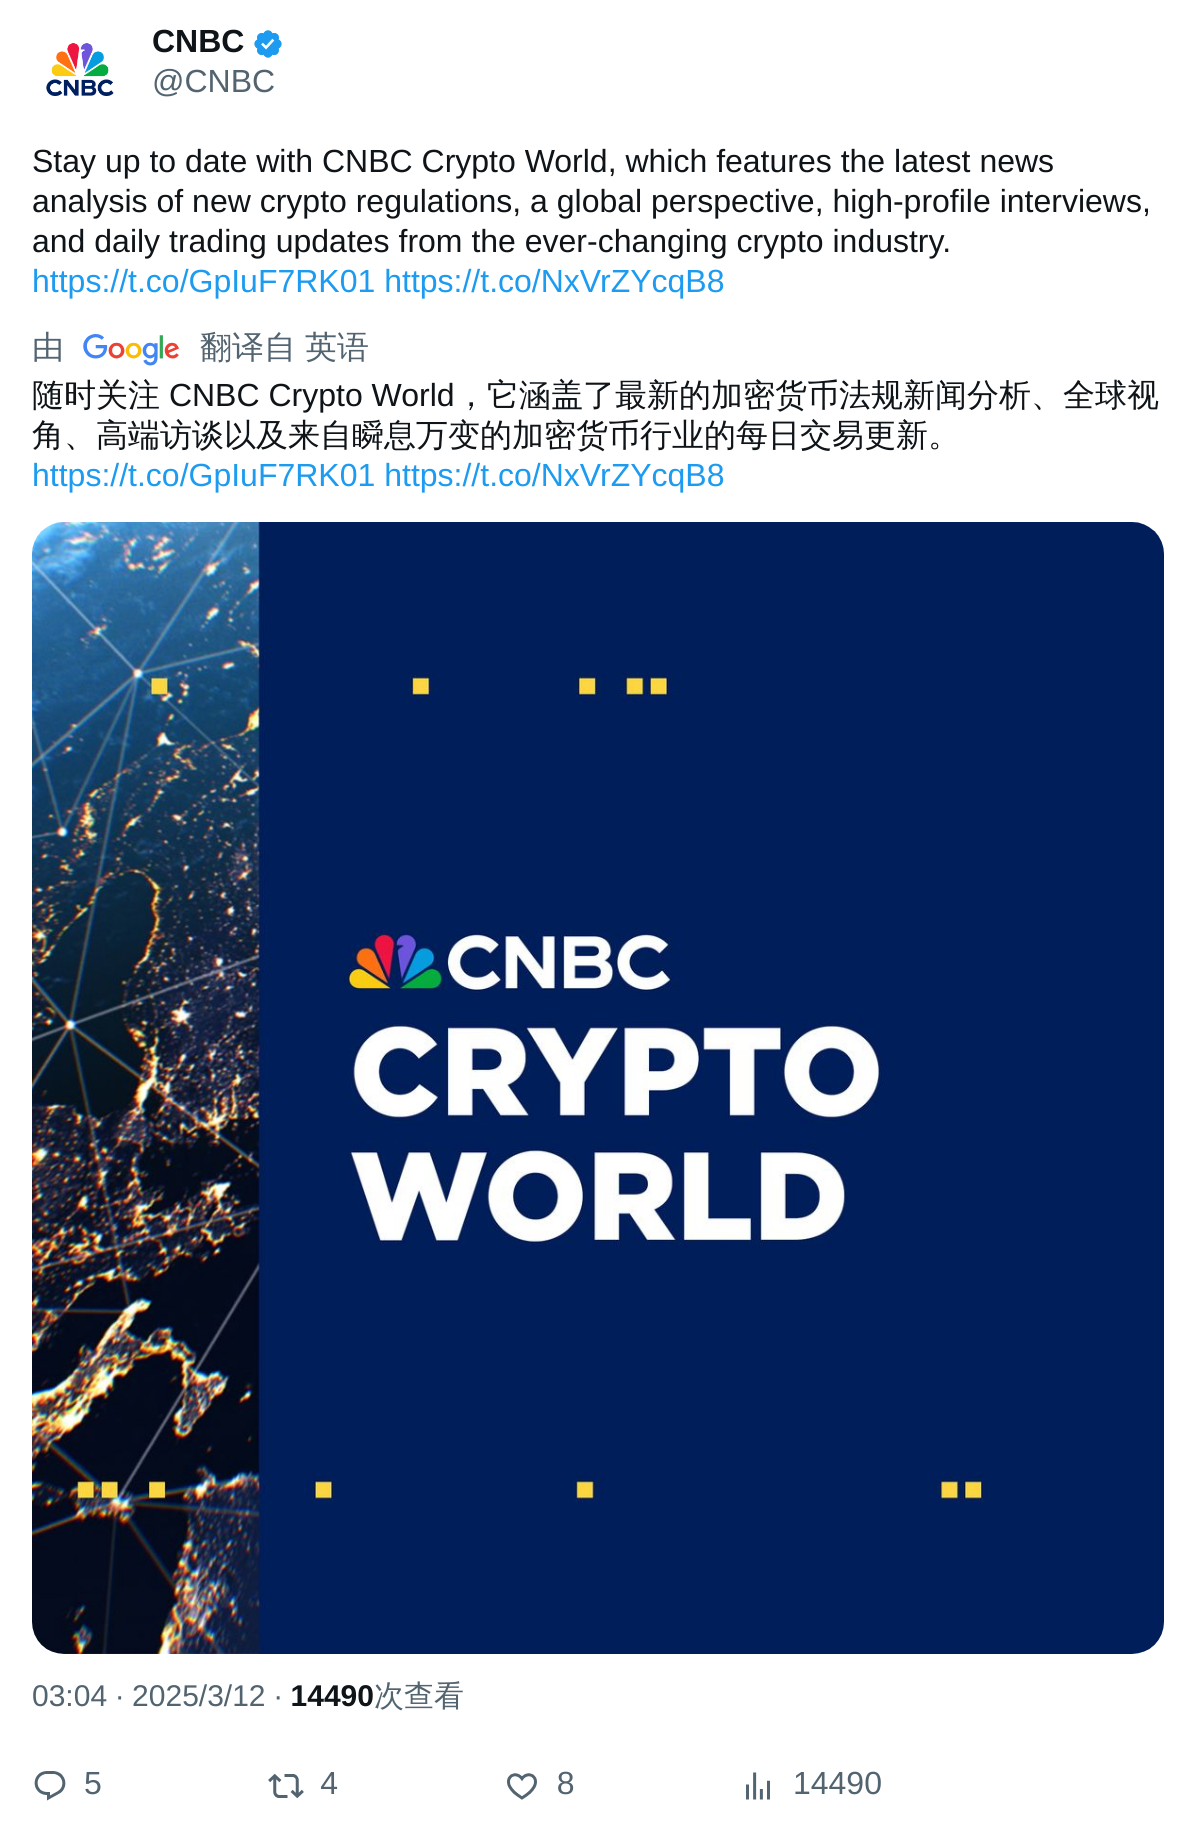 CNBC
@CNBC
CNBC
Stay up to date with CNBC Crypto World, which features the latest news
analysis of new crypto regulations, a global perspective, high-profile interviews,
and daily trading updates from the ever-changing crypto industry.
https://t.co/GpIuF7RK01 https://t.co/NxVrZYcqB8
由 Google 翻译自 英语
随时关注 CNBC Crypto World，它涵盖了最新的加密货币法规新闻分析、全球视
角、高端访谈以及来自瞬息万变的加密货币行业的每日交易更新。
https://t.co/GpIuF7RK01 https://t.co/NxVrZYcqB8
CNBC
CRYPTO
WORLD
03:04 · 2025/3/12 · 14490次查看
5 4 8 14490